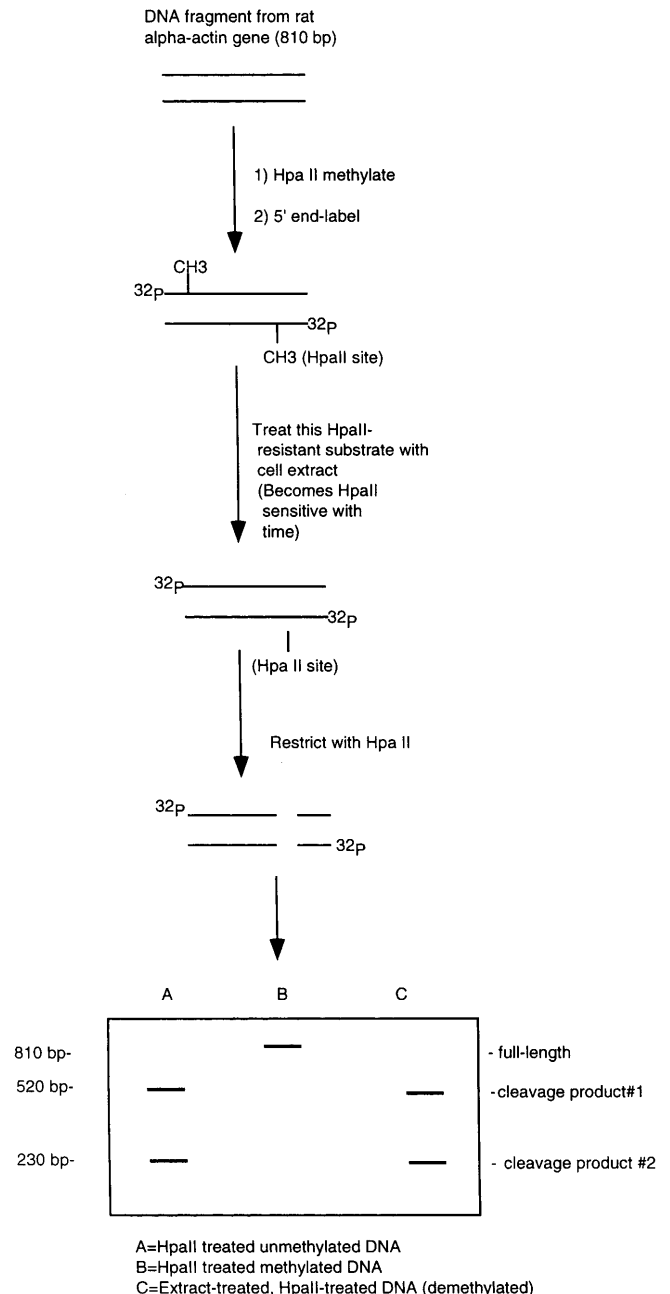 DNA fragment from rat
alpha-actin gene (810 bp)
1) Hpa II methylate
2) 5' end-label
CH3
32P
32P
CH3 (HpaII site)
Treat this HpaII-
resistant substrate with
cell extract
(Becomes HpaII
sensitive with
time)
32P
32P
(Hpa II site)
Restrict with Hpa II
32P
32P
A B C
810 bp- - full-length
520 bp- -cleavage product#1
230 bp- - cleavage product #2
A=HpaII treated unmethylated DNA
B=HpaII treated methylated DNA
C=Extract-treated, HpaII-treated DNA (demethylated)